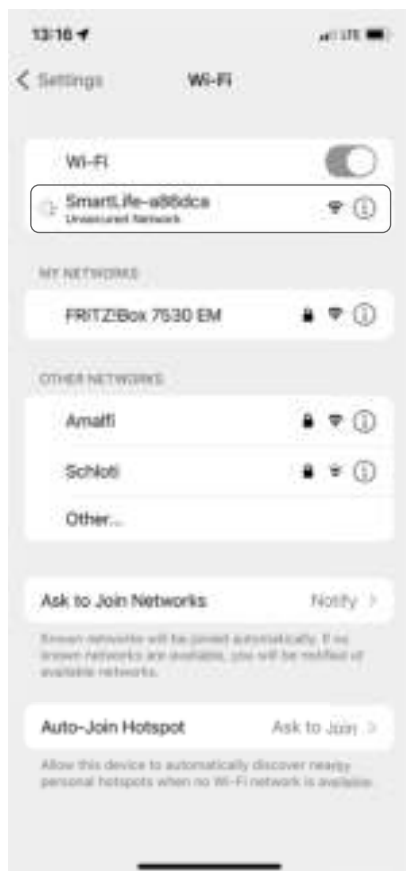 13:16
LTE
Settings
Wi-Fi
Wi-Fi
SmartLife-a86dca
Unsecured Network
MY NETWORKS
FRITZ!Box 7530 EM
OTHER NETWORKS
Amalfi
Schloti
Other...
Ask to Join Networks
Notify
Known networks will be joined automatically. If no
known networks are available, you will be notified of
available networks.
Auto-Join Hotspot
Ask to Join
Allow this device to automatically discover nearby
personal hotspots when no Wi-Fi network is available.